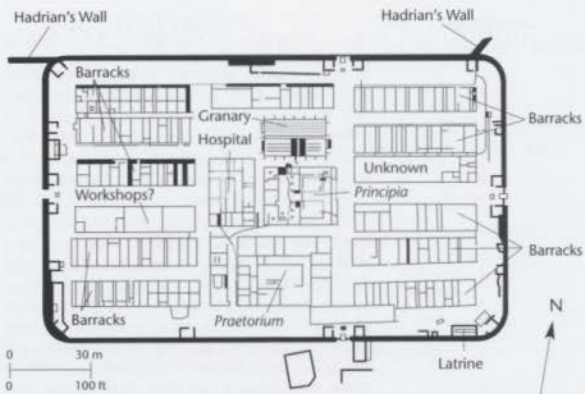 Hadrian's Wall
Hadrian's Wall
Barracks
Granary
Hospital
Barracks
Unknown
Principia
Workshops?
Barracks
Barracks
Praetorium
N
Latrine
0 30 m
0 100 ft